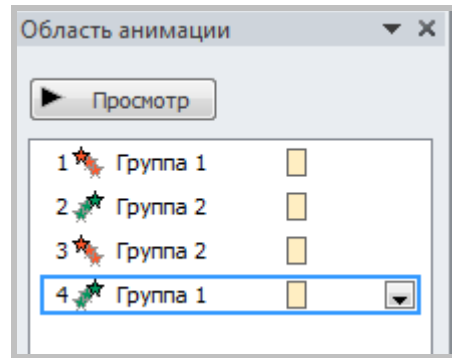 Область анимации
Просмотр
1 Группа 1
2 Группа 2
3 Группа 2
4 Группа 1